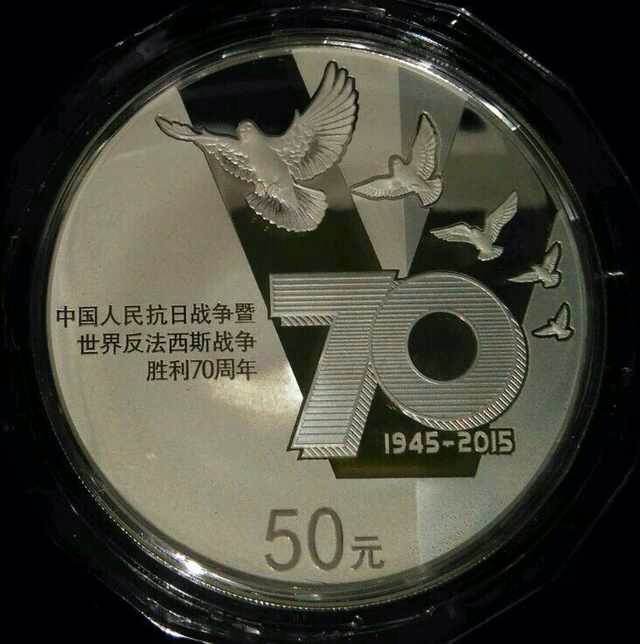 中国人民抗日战争暨
世界反法西斯战争
胜利70周年
70
1945-2015
50元